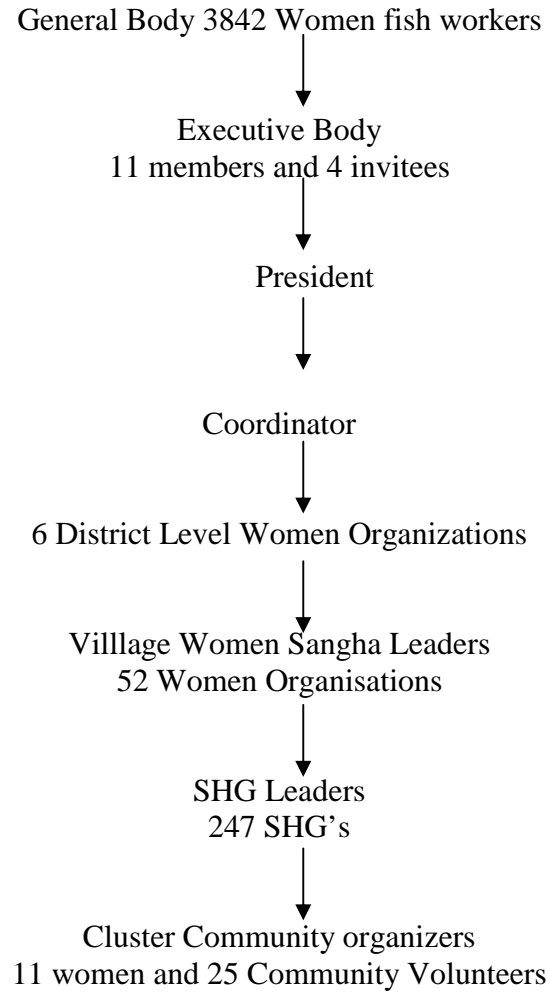 General Body 3842 Women fish workers
Executive Body
11 members and 4 invitees
President
Coordinator
6 District Level Women Organizations
Villlage Women Sangha Leaders
52 Women Organisations
SHG Leaders
247 SHG’s
Cluster Community organizers
11 women and 25 Community Volunteers